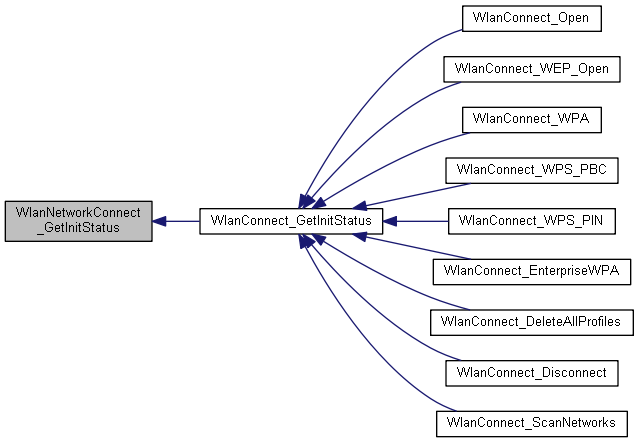 WlanConnect_Open
WlanConnect_WEP_Open
WlanConnect_WPA
WlanConnect_WPS_PBC
WlanNetworkConnect
_GetInitStatus
WlanConnect_GetInitStatus
WlanConnect_WPS_PIN
WlanConnect_EnterpriseWPA
WlanConnect_DeleteAllProfiles
WlanConnect_Disconnect
WlanConnect_ScanNetworks